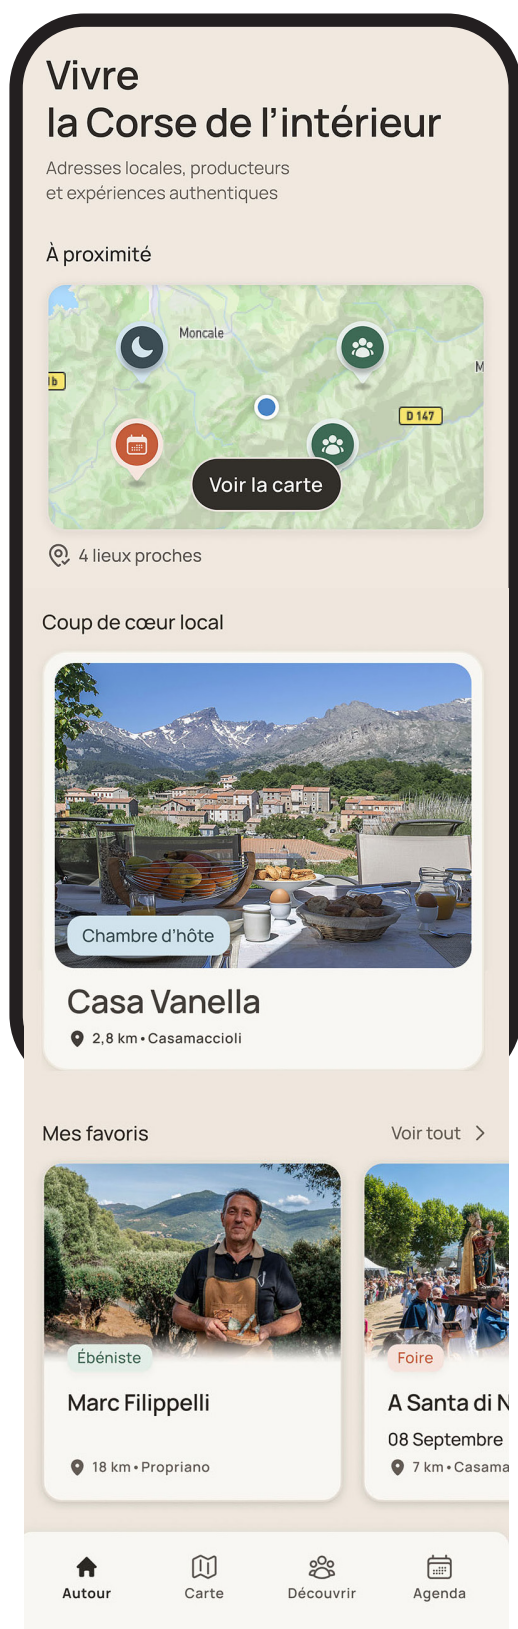 Vivre
la Corse de l'intérieur
Adresses locales, producteurs
et expériences authentiques
À proximité
Moncale
M
b
D 147
Voir la carte
4 lieux proches
Coup de cœur local
Chambre d'hôte
Casa Vanella
2,8 km•Casamaccioli
Mes favoris
Voir tout
Ébéniste
Foire
Marc Filippelli
A Santa di N
08 Septembre
18 km•Propriano
7 km•Casama
Autour
Carte
Découvrir
Agenda